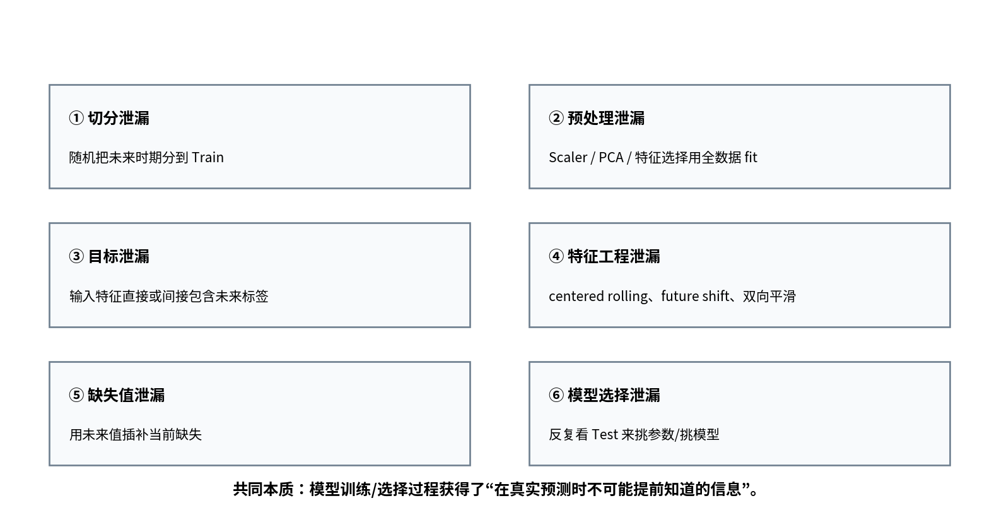 ① 切分泄漏
随机把未来时期分到 Train
② 预处理泄漏
Scaler / PCA / 特征选择用全数据 fit
③ 目标泄漏
输入特征直接或间接包含未来标签
④ 特征工程泄漏
centered rolling、future shift、双向平滑
⑤ 缺失值泄漏
用未来值插补当前缺失
⑥ 模型选择泄漏
反复看 Test 来挑参数/挑模型
共同本质：模型训练/选择过程获得了“在真实预测时不可能提前知道的信息”。